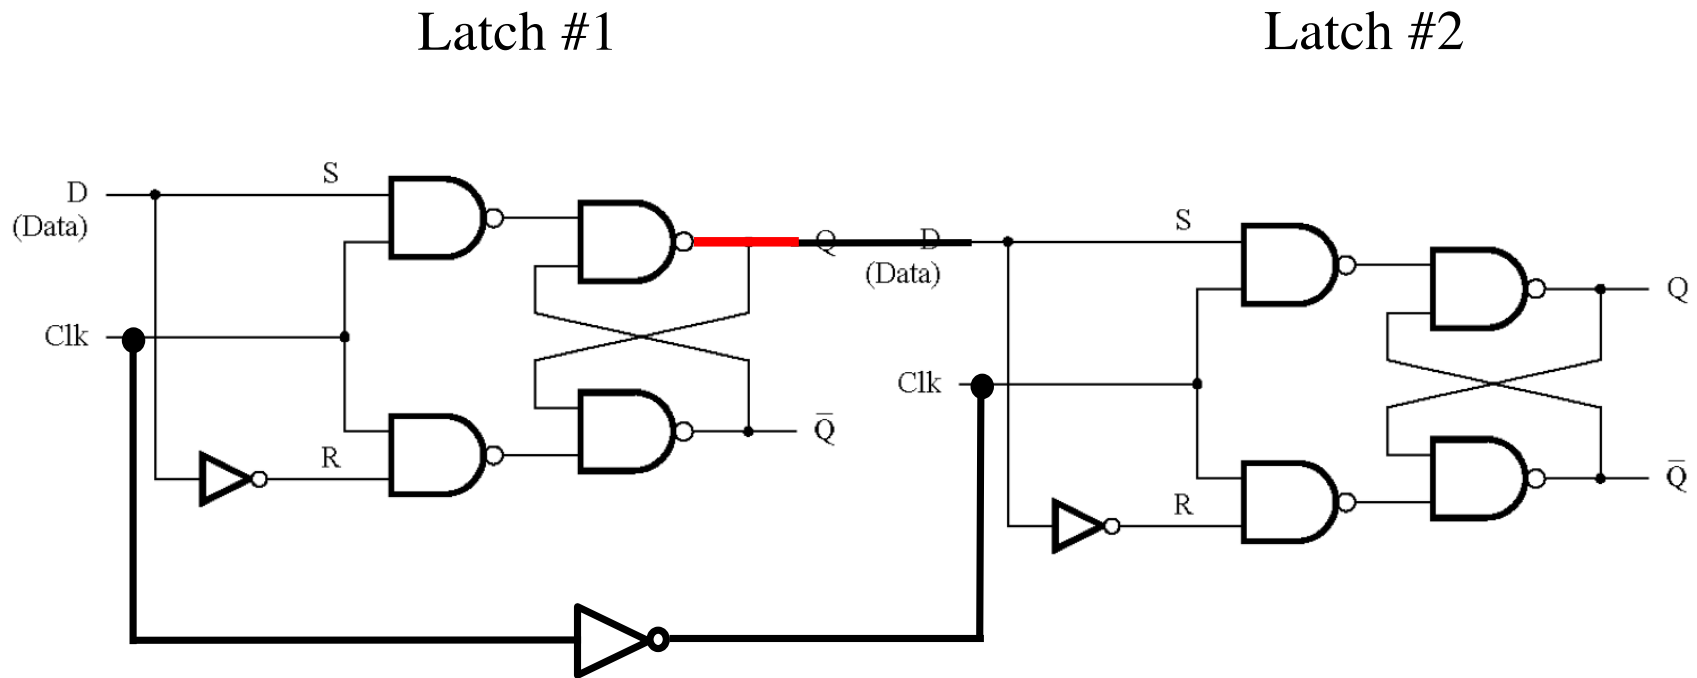 Latch #1
Latch #2
D
(Data)
S
Clk
R
Q
Q̅
D
(Data)
S
Clk
R
Q
Q̅